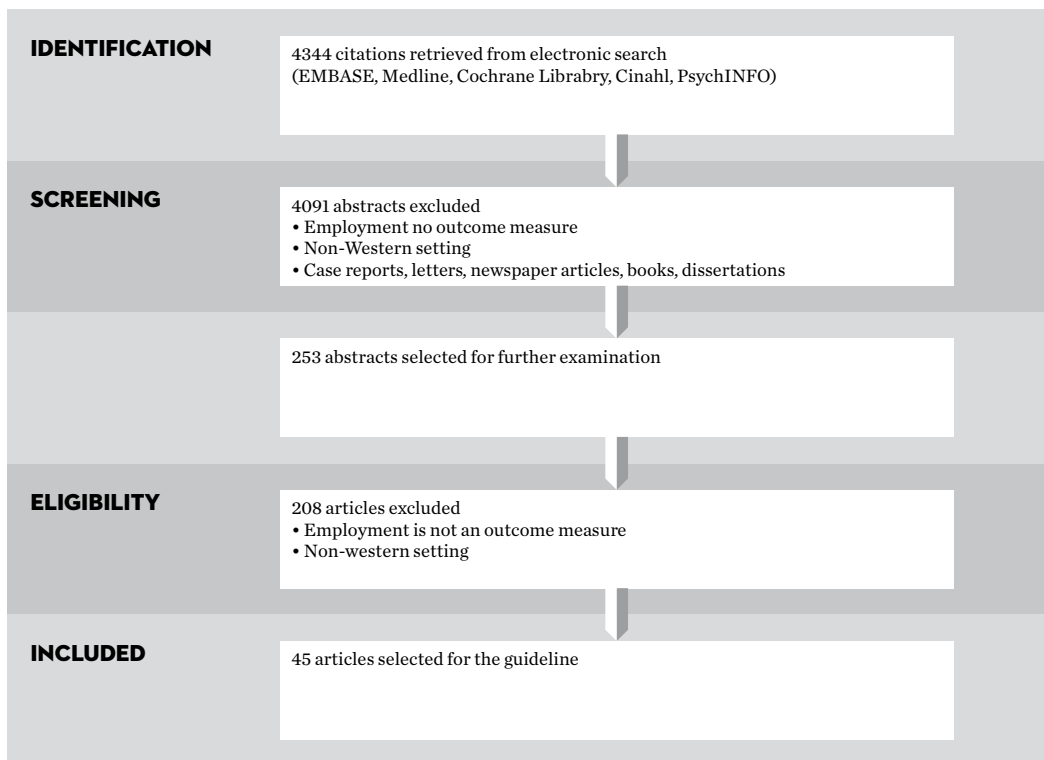 IDENTIFICATION
4344 citations retrieved from electronic search
(EMBASE, Medline, Cochrane Librabry, Cinahl, PsychINFO)
SCREENING
4091 abstracts excluded
• Employment no outcome measure
• Non-Western setting
• Case reports, letters, newspaper articles, books, dissertations
253 abstracts selected for further examination
ELIGIBILITY
208 articles excluded
• Employment is not an outcome measure
• Non-western setting
INCLUDED
45 articles selected for the guideline